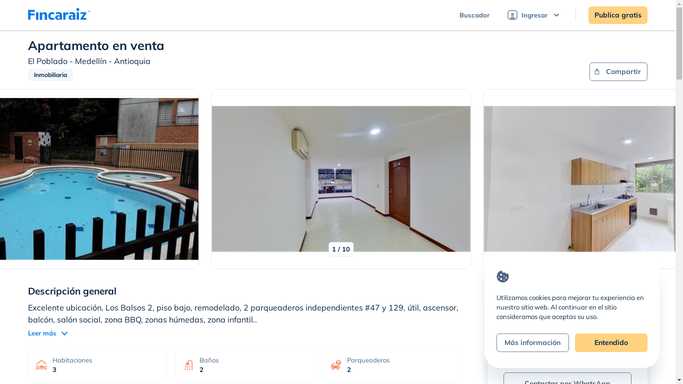 Fincaraiz
Buscador
Ingresar
Publica gratis
Apartamento en venta
El Poblado - Medellín - Antioquia
Inmobiliaria
Compartir
1 / 10
Descripción general
Excelente ubicación, Los Balsos 2, piso bajo, remodelado, 2 parqueaderos independientes #47 y 129, útil, ascensor,
balcón, salón social, zona BBQ, zonas húmedas, zona infantil...
Leer más
Habitaciones
3
Baños
2
Parqueaderos
2
Utilizamos cookies para mejorar tu experiencia en
nuestro sitio web. Al continuar en el sitio
consideramos que aceptas su uso.
Más información
Entendido
Contactar por WhatsApp